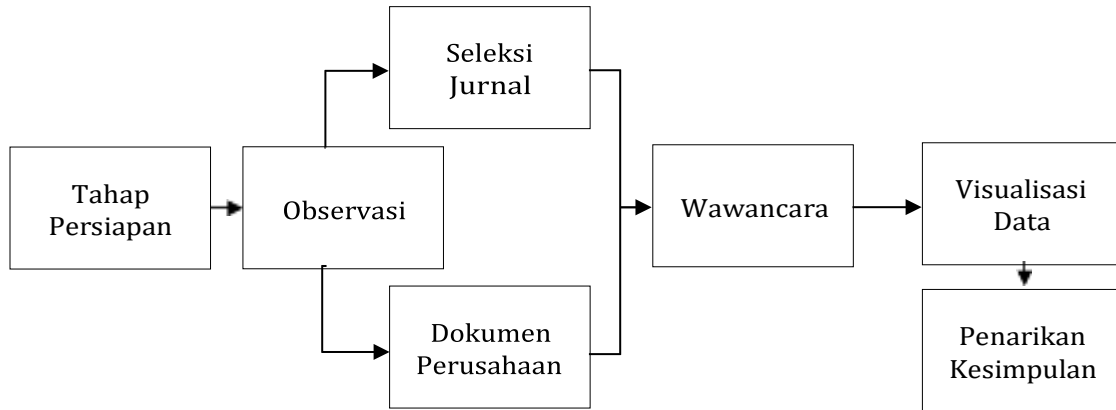 Tahap
Persiapan
Observasi
Seleksi
Jurnal
Dokumen
Perusahaan
Wawancara
Visualisasi
Data
Penarikan
Kesimpulan